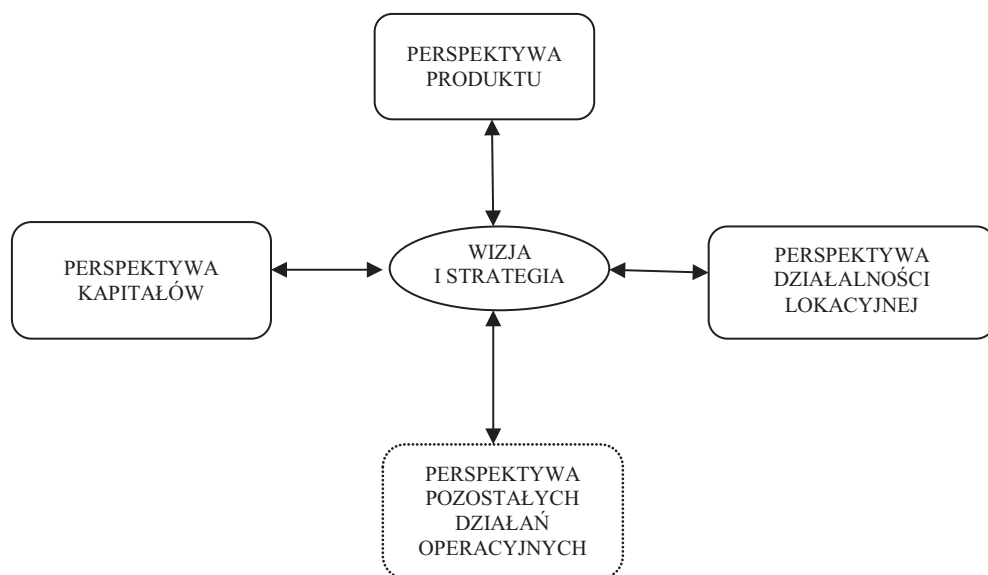 PERSPEKTYWA
PRODUKTU
PERSPEKTYWA
KAPITAŁÓW
WIZJA
I STRATEGIA
PERSPEKTYWA
DZIAŁALNOŚCI
LOKACYJNEJ
PERSPEKTYWA
POZOSTAŁYCH
DZIAŁAŃ
OPERACYJNYCH